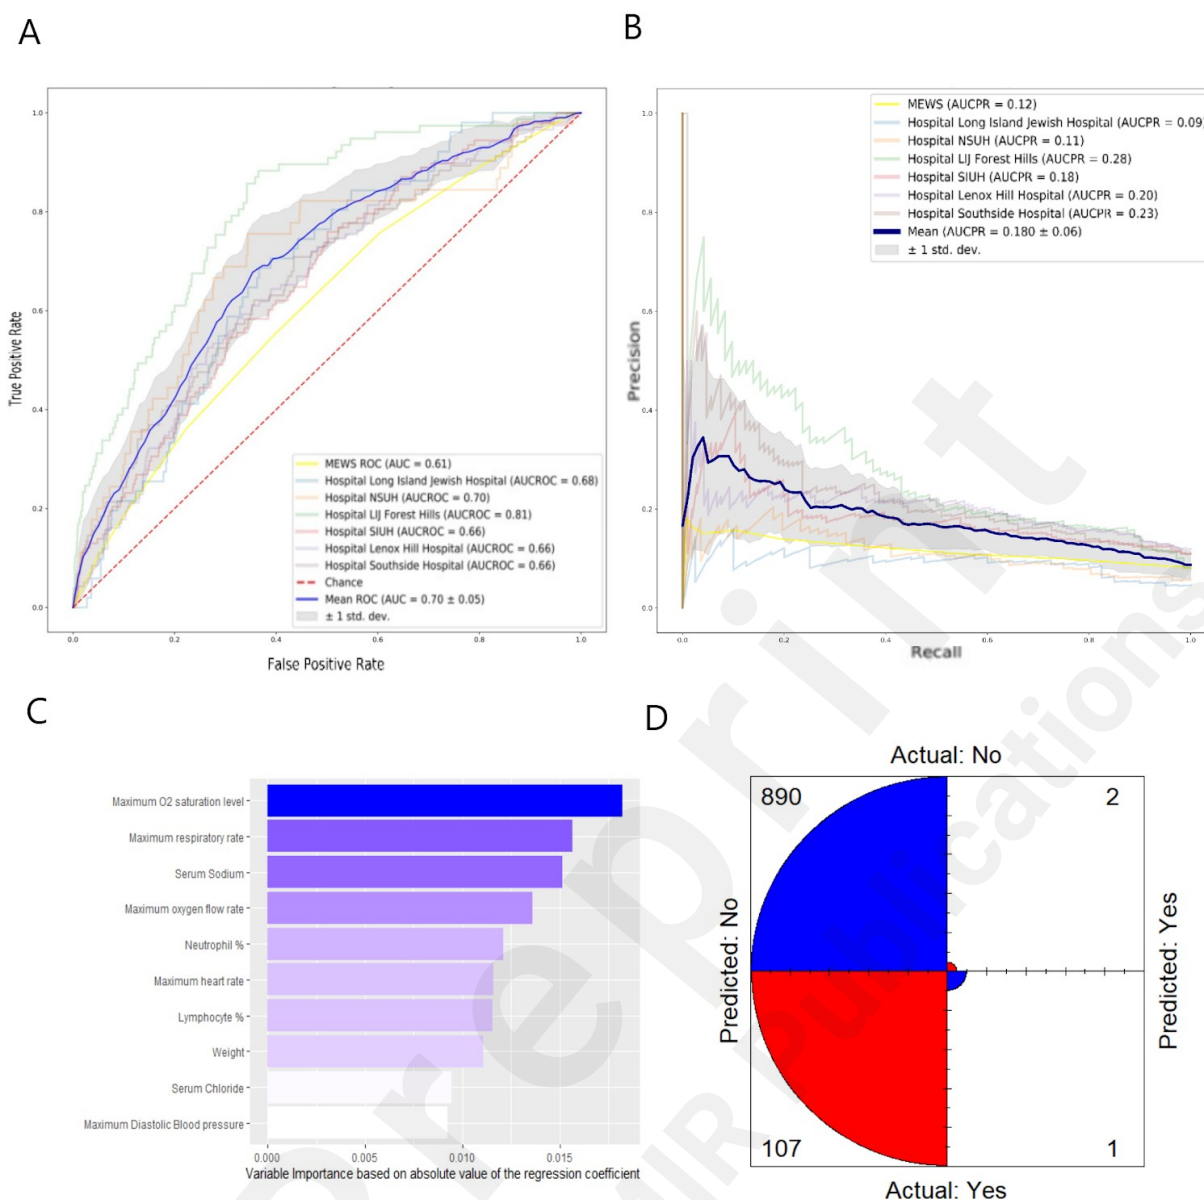 A
1.0
0.8
0.6
0.4
0.2
0.0
0.0
0.2
0.4
0.6
0.8
1.0
True Positive Rate
False Positive Rate
MEWS ROC (AUC = 0.61)
Hospital Long Island Jewish Hospital (AUCROC = 0.68)
Hospital NSUH (AUCROC = 0.70)
Hospital LIJ Forest Hills (AUCROC = 0.81)
Hospital SIUH (AUCROC = 0.66)
Hospital Lenox Hill Hospital (AUCROC = 0.66)
Hospital Southside Hospital (AUCROC = 0.66)
Chance
Mean ROC (AUC = 0.70 ± 0.05)
± 1 std. dev.
B
MEWS (AUCPR = 0.12)
Hospital Long Island Jewish Hospital (AUCPR = 0.09)
Hospital NSUH (AUCPR = 0.11)
Hospital LIJ Forest Hills (AUCPR = 0.28)
Hospital SIUH (AUCPR = 0.18)
Hospital Lenox Hill Hospital (AUCPR = 0.20)
Hospital Southside Hospital (AUCPR = 0.23)
Mean (AUCPR = 0.180 ± 0.06)
± 1 std. dev.
1.0
0.8
0.6
0.4
0.2
0.0
0.0
0.2
0.4
0.6
0.8
1.0
Precision
Recall
C
Maximum O2 saturation level
Maximum respiratory rate
Serum Sodium
Maximum oxygen flow rate
Neutrophil %
Maximum heart rate
Lymphocyte %
Weight
Serum Chloride
Maximum Diastolic Blood pressure
0.000
0.005
0.010
0.015
Variable Importance based on absolute value of the regression coefficient
D
Actual: No
890
2
Predicted: No
Predicted: Yes
107
1
Actual: Yes
Preprint
JMIR Publications